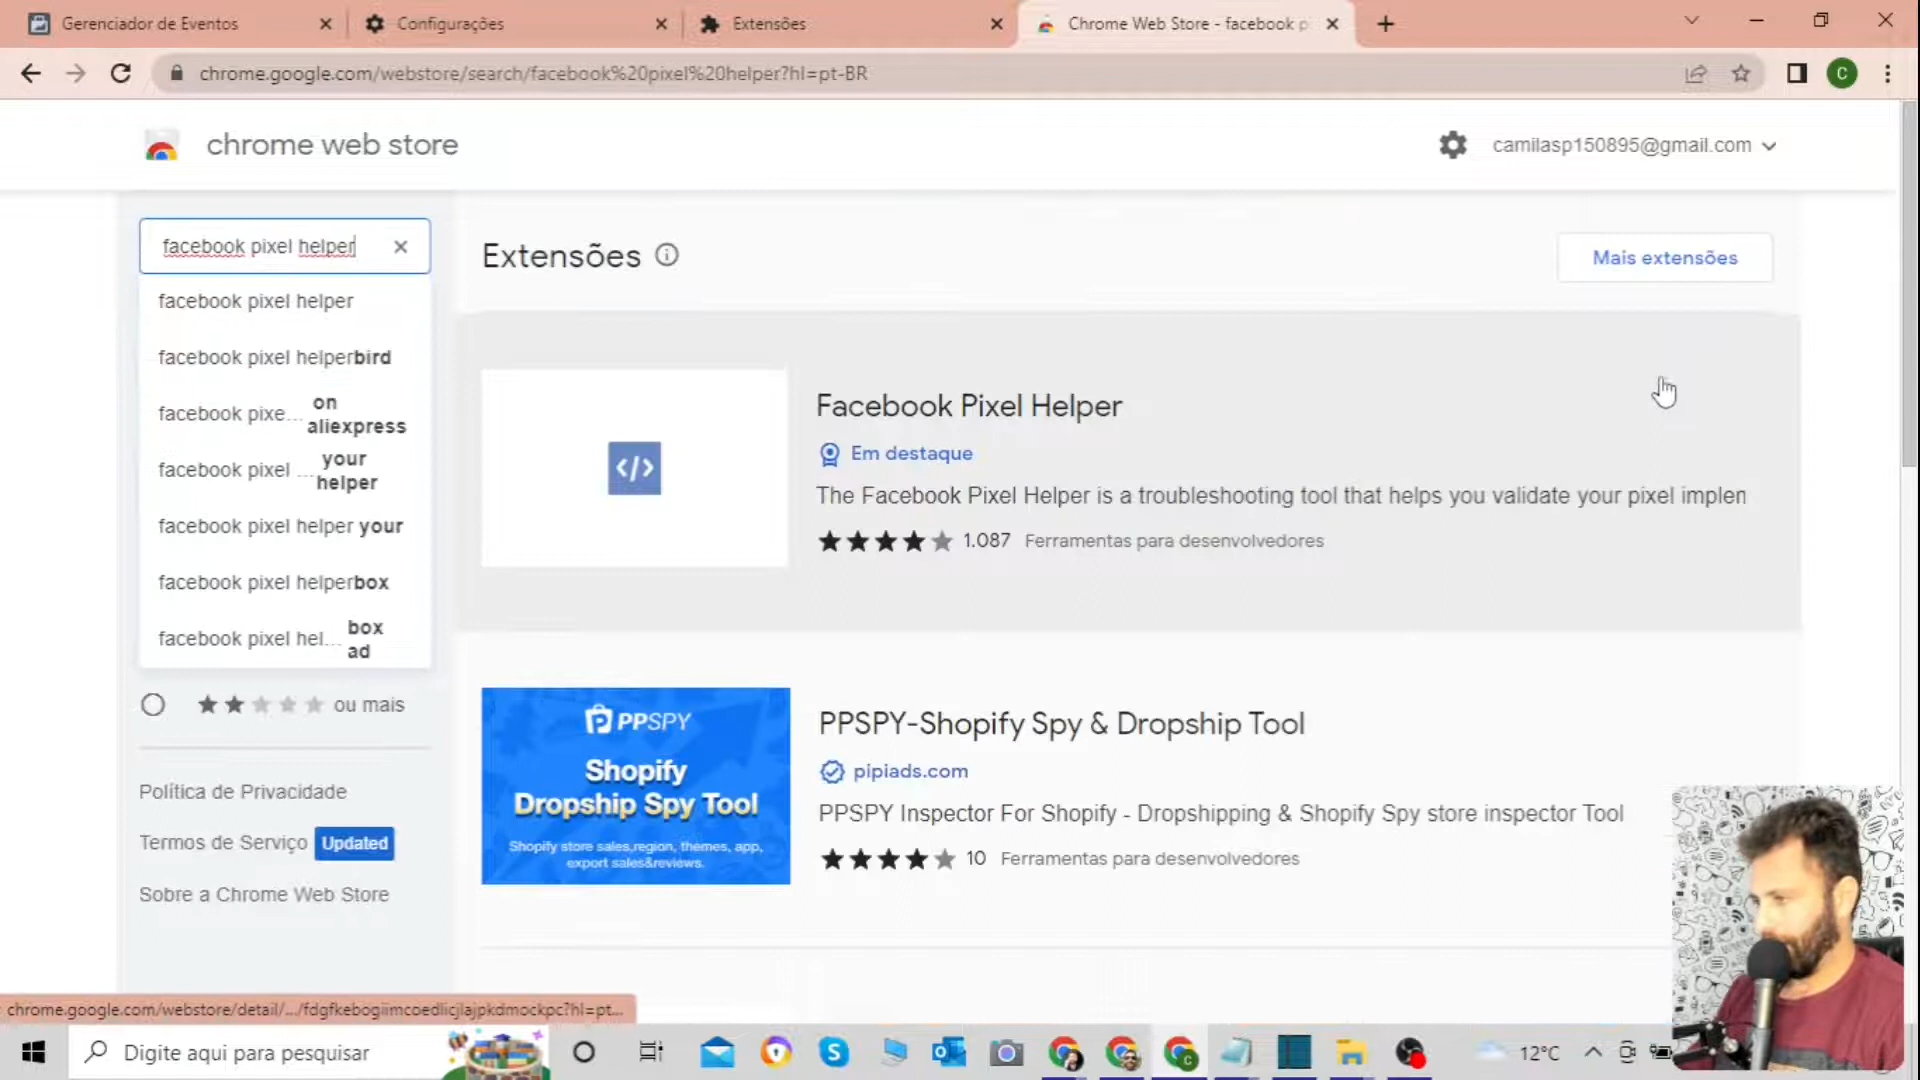 Gerenciador de Eventos
Configurações
Extensões
Chrome Web Store - facebook p
chrome.google.com/webstore/search/facebook%20pixel%20helper?hl=pt-BR
C
chrome web store
camilasp150895@gmail.com
facebook pixel helper
Extensões
Mais extensões
facebook pixel helper
facebook pixel helperbird
facebook pixe... on aliexpress
facebook pixel ... your helper
facebook pixel helper your
facebook pixel helperbox
facebook pixel hel... box ad
ou mais
Política de Privacidade
Termos de Serviço Updated
Sobre a Chrome Web Store
</>
Facebook Pixel Helper
Em destaque
The Facebook Pixel Helper is a troubleshooting tool that helps you validate your pixel implen
1.087 Ferramentas para desenvolvedores
PPSPY
Shopify
Dropship Spy Tool
Shopify store sales,region, themes, app,
export sales&reviews.
PPSPY-Shopify Spy & Dropship Tool
pipiads.com
PPSPY Inspector For Shopify - Dropshipping & Shopify Spy store inspector Tool
10 Ferramentas para desenvolvedores
chrome.google.com/webstore/detail/.../fdgfkebogiimcoedlicjlajpkdmockpc?hl=pt...
Digite aqui para pesquisar
12°C